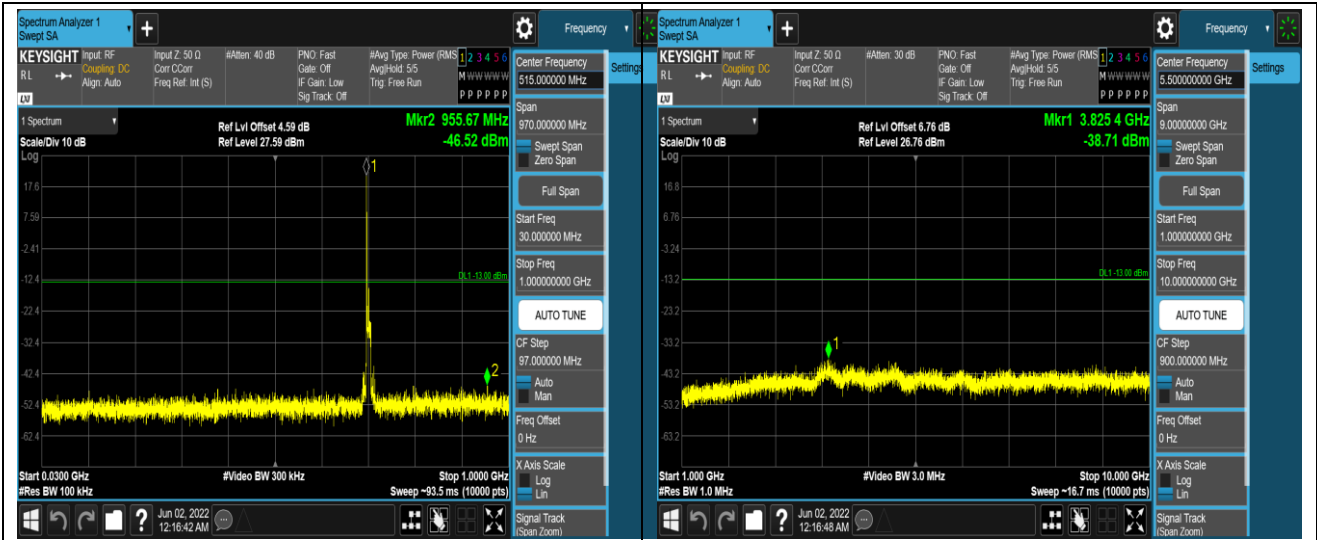 Spectrum Analyzer 1
Swept SA
+
Frequency
KEYSIGHT Input: RF Input Z: 50 Ω #Atten: 40 dB PNO: Fast #Avg Type: Power (RMS 1 2 3 4 5 6
RL Coupling: DC Corr CCorr Gate: Off Avg|Hold: 5/5 M W W W W W
Align: Auto Freq Ref: Int (S) IF Gain: Low Trig: Free Run
Sig Track: Off P P P P P P
LXI
1 Spectrum
Ref Lvl Offset 4.59 dB
Mkr2 955.67 MHz
Scale/Div 10 dB
Ref Level 27.59 dBm
-46.52 dBm
Log
1
17.6
7.59
-2.41
DL1 -13.00 dBm
-12.4
-22.4
-32.4
-42.4
2
-52.4
-62.4
Start 0.0300 GHz #Video BW 300 kHz Stop 1.0000 GHz
#Res BW 100 kHz Sweep ~93.5 ms (10000 pts)
Center Frequency
515.000000 MHz
Settings
Span
970.000000 MHz
Swept Span
Zero Span
Full Span
Start Freq
30.000000 MHz
Stop Freq
1.000000000 GHz
AUTO TUNE
CF Step
97.000000 MHz
Auto
Man
Freq Offset
0 Hz
X Axis Scale
Log
Lin
Signal Track
(Span Zoom)
?
Jun 02, 2022
12:16:42 AM
Spectrum Analyzer 1
Swept SA
+
Frequency
KEYSIGHT Input: RF Input Z: 50 Ω #Atten: 30 dB PNO: Fast #Avg Type: Power (RMS 1 2 3 4 5 6
RL Coupling: DC Corr CCorr Gate: Off Avg|Hold: 5/5 M W W W W W
Align: Auto Freq Ref: Int (S) IF Gain: Low Trig: Free Run
Sig Track: Off P P P P P P
LXI
1 Spectrum
Ref Lvl Offset 6.76 dB
Mkr1 3.825 4 GHz
Scale/Div 10 dB
Ref Level 26.76 dBm
-38.71 dBm
Log
16.8
6.76
-3.24
DL1 -13.00 dBm
-13.2
-23.2
-33.2
1
-43.2
-53.2
-63.2
Start 1.000 GHz #Video BW 3.0 MHz Stop 10.000 GHz
#Res BW 1.0 MHz Sweep ~16.7 ms (10000 pts)
Center Frequency
5.500000000 GHz
Settings
Span
9.00000000 GHz
Swept Span
Zero Span
Full Span
Start Freq
1.000000000 GHz
Stop Freq
10.000000000 GHz
AUTO TUNE
CF Step
900.000000 MHz
Auto
Man
Freq Offset
0 Hz
X Axis Scale
Log
Lin
Signal Track
(Span Zoom)
?
Jun 02, 2022
12:16:48 AM